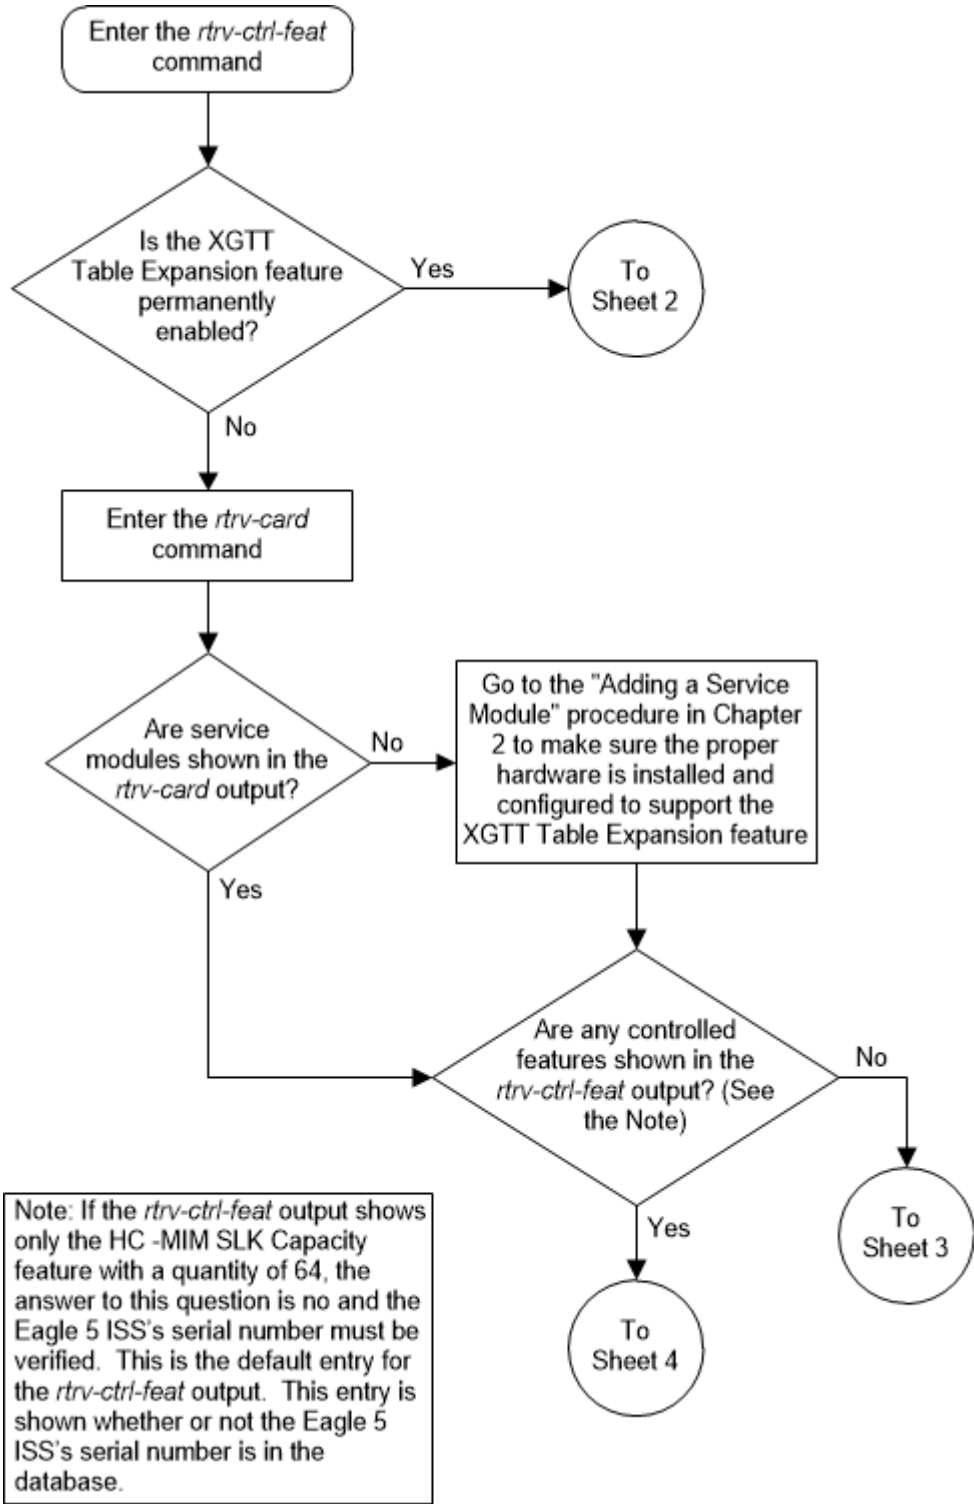 Enter the rtrv-ctrl-feat
command
Is the XGTT
Table Expansion feature
permanently
enabled?
Yes
To
Sheet 2
No
Enter the rtrv-card
command
Are service
modules shown in the
rtrv-card output?
No
Go to the "Adding a Service
Module" procedure in Chapter
2 to make sure the proper
hardware is installed and
configured to support the
XGTT Table Expansion feature
Yes
Are any controlled
features shown in the
rtrv-ctrl-feat output? (See
the Note)
No
To
Sheet 3
Yes
To
Sheet 4
Note: If the rtrv-ctrl-feat output shows
only the HC -MIM SLK Capacity
feature with a quantity of 64, the
answer to this question is no and the
Eagle 5 ISS's serial number must be
verified.  This is the default entry for
the rtrv-ctrl-feat output.  This entry is
shown whether or not the Eagle 5
ISS's serial number is in the
database.